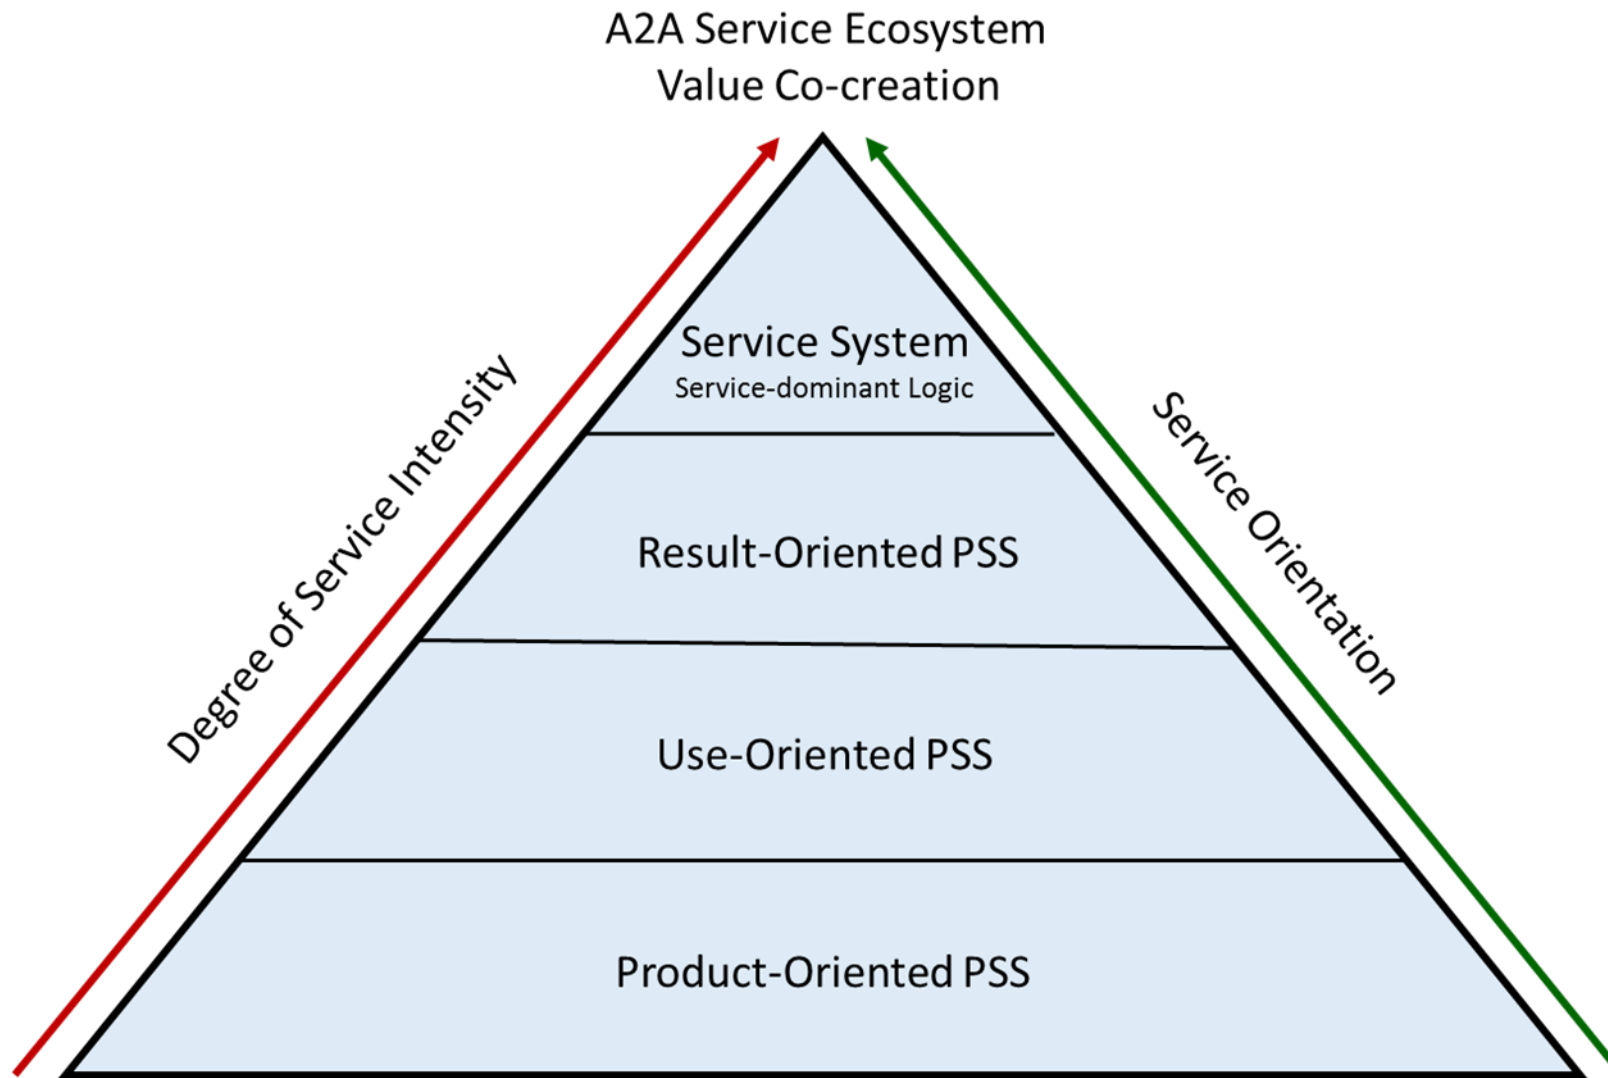 A2A Service Ecosystem
Value Co-creation
Service System
Service-dominant Logic
Degree of Service Intensity
Service Orientation
Result-Oriented PSS
Use-Oriented PSS
Product-Oriented PSS